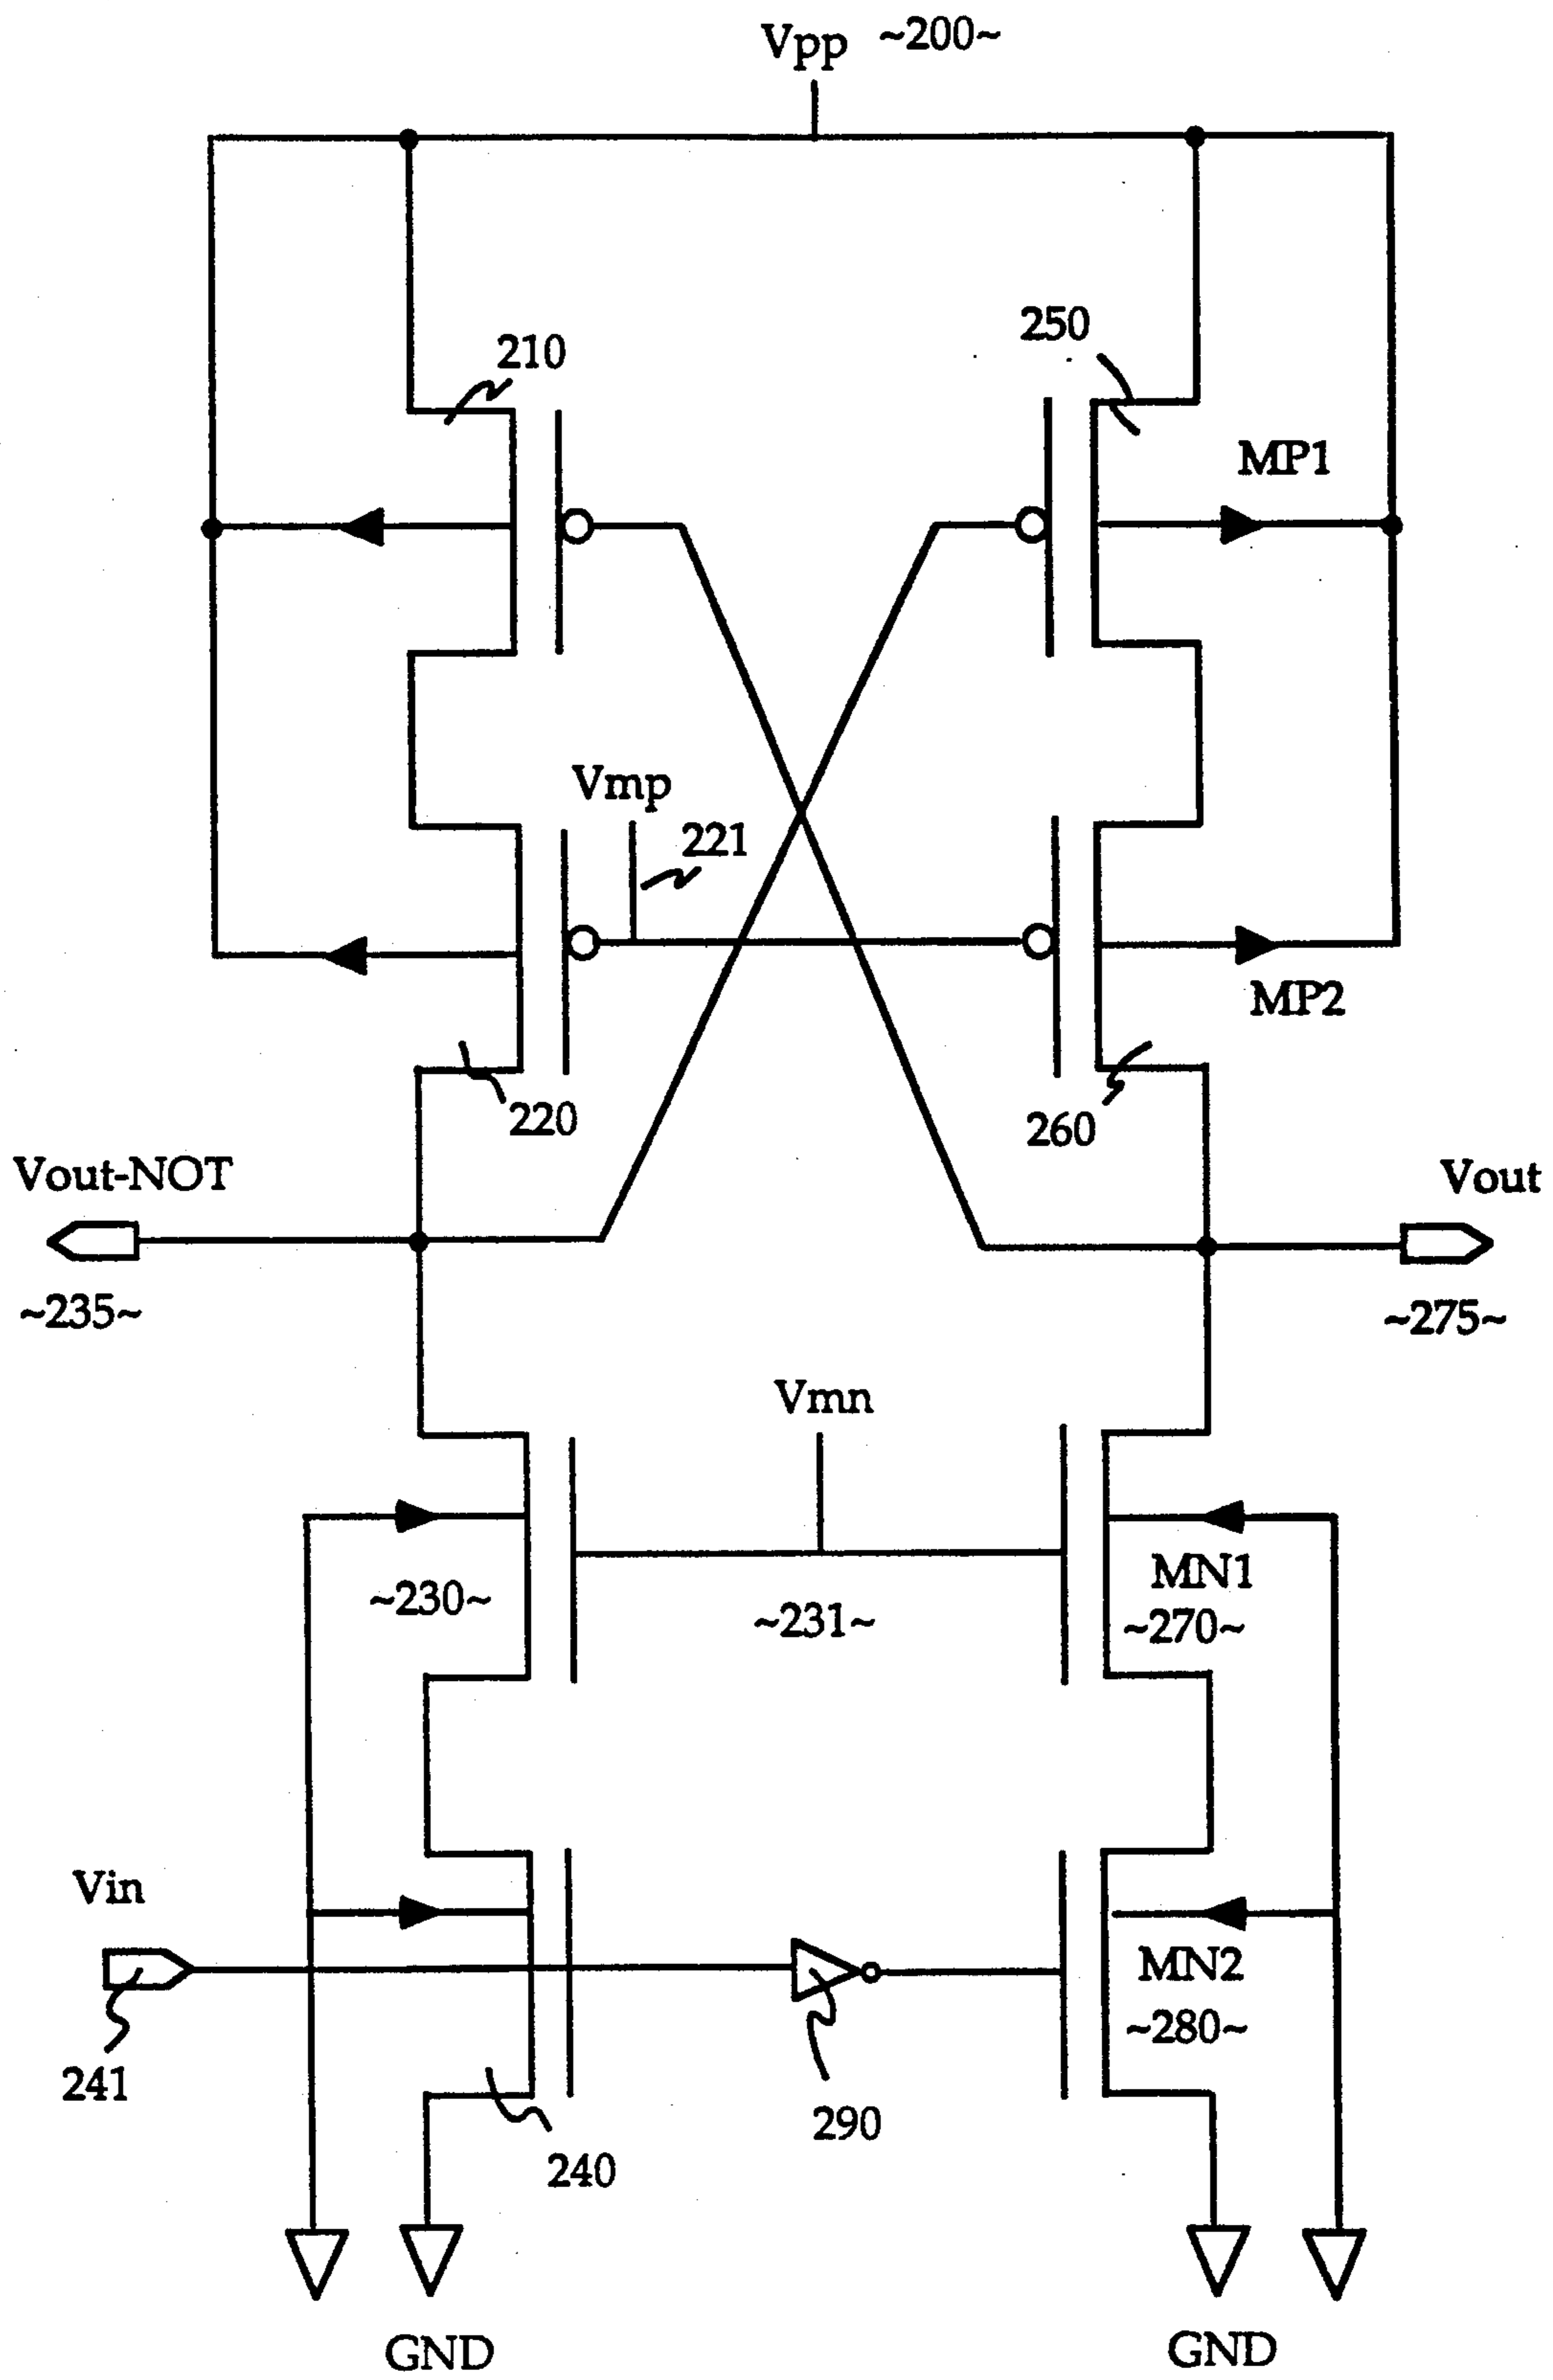 Vpp ~200~
210
250
MP1
Vmp
221
MP2
220
260
Vout-NOT
Vout
~235~
~275~
Vmn
MN1
~230~
~231~
~270~
Vin
MN2
~280~
241
290
240
GND
GND